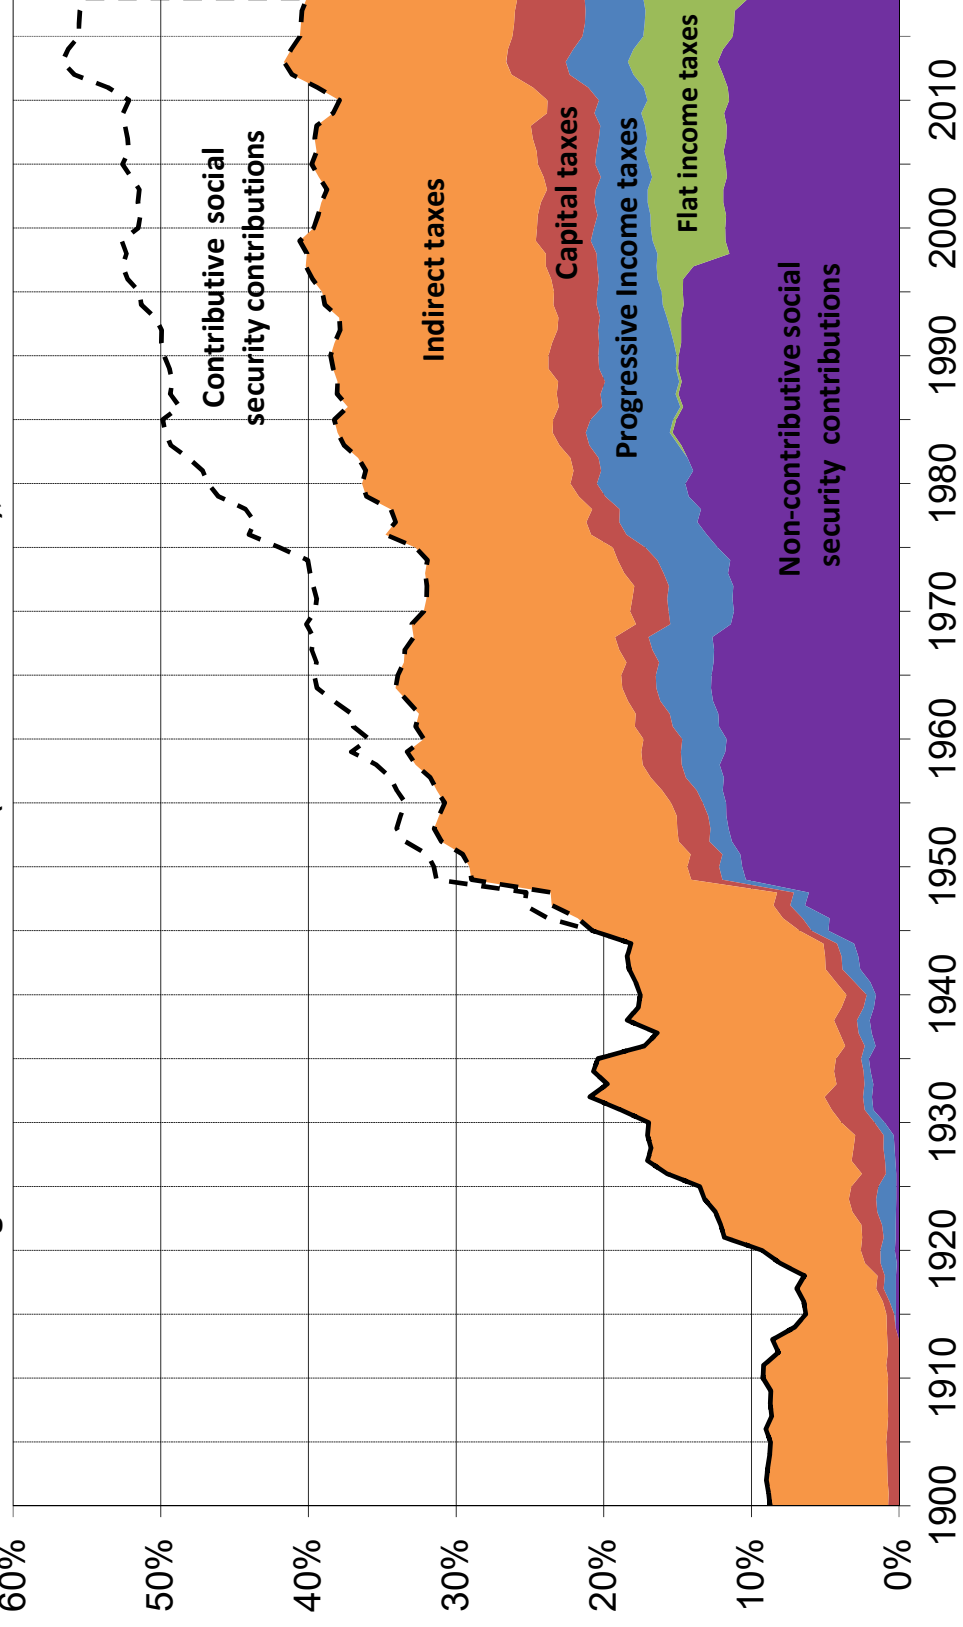 60%
50%
40%
30%
20%
10%
0%
Contributive social
security contributions
Indirect taxes
Capital taxes
Progressive Income taxes
Flat income taxes
Non-contributive social
security contributions
1900 1910 1920 1930 1940 1950 1960 1970 1980 1990 2000 2010